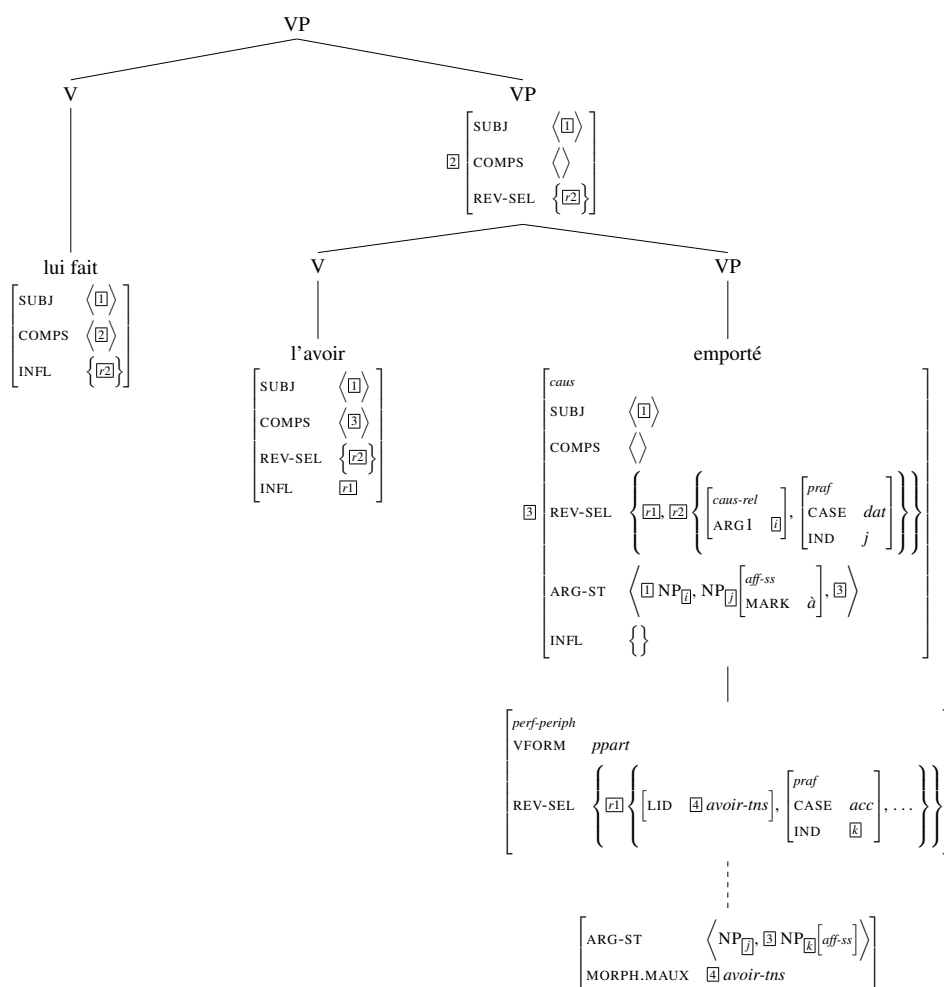 VP
V VP
2 [SUBJ ⟨1⟩
COMPS ⟨⟩
REV-SEL {r2}]
lui fait
[SUBJ ⟨1⟩
COMPS ⟨2⟩
INFL {r2}]
V VP
l’avoir
[SUBJ ⟨1⟩
COMPS ⟨3⟩
REV-SEL {r2}
INFL r1]
emporté
3 [caus
SUBJ ⟨1⟩
COMPS ⟨⟩
REV-SEL {r1, r2 {[caus-rel ARG1 i], [praf CASE dat IND j]}}
ARG-ST ⟨1 NP i, NP j [aff-ss MARK à], 3⟩
INFL {}]
[perf-periph
VFORM ppart
REV-SEL {r1 {[LID 4 avoir-tns], [praf CASE acc IND k], ...}}]
[ARG-ST ⟨NP j, 3 NP k [aff-ss]⟩
MORPH.MAUX 4 avoir-tns]